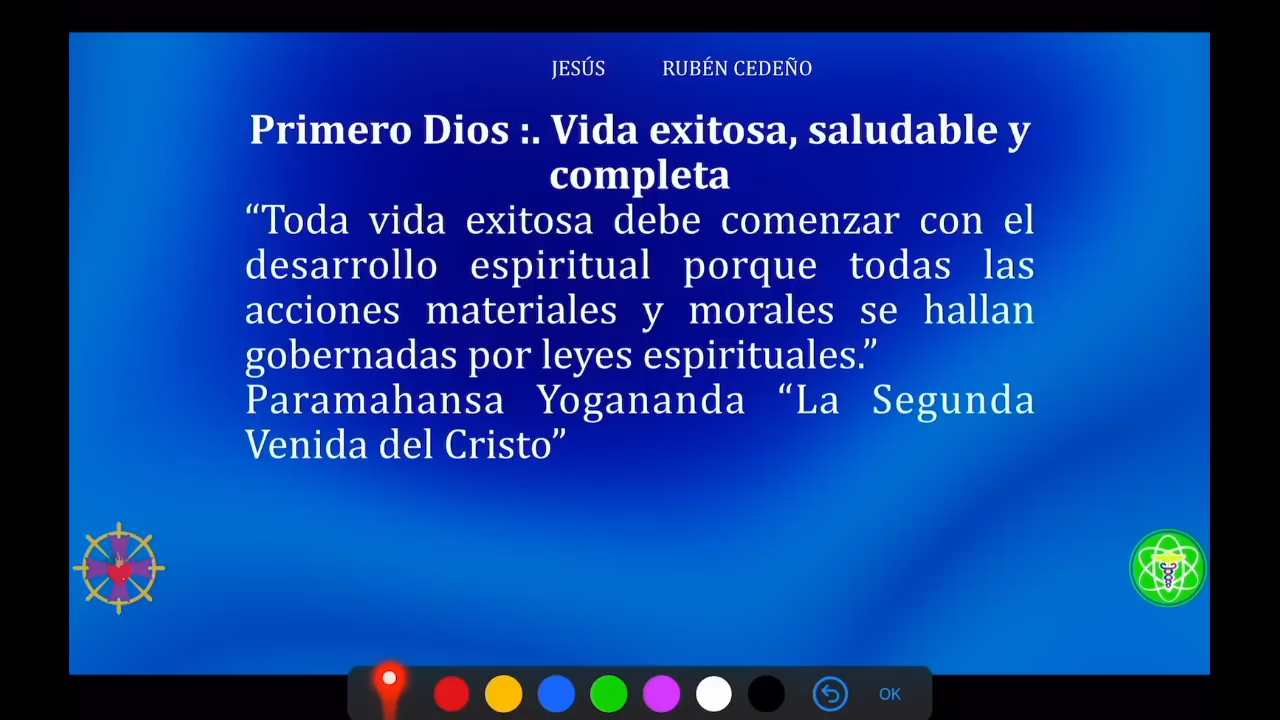 JESÚS RUBÉN CEDEÑO
Primero Dios :. Vida exitosa, saludable y
completa
“Toda vida exitosa debe comenzar con el
desarrollo espiritual porque todas las
acciones materiales y morales se hallan
gobernadas por leyes espirituales.”
Paramahansa Yogananda “La Segunda
Venida del Cristo”
OK